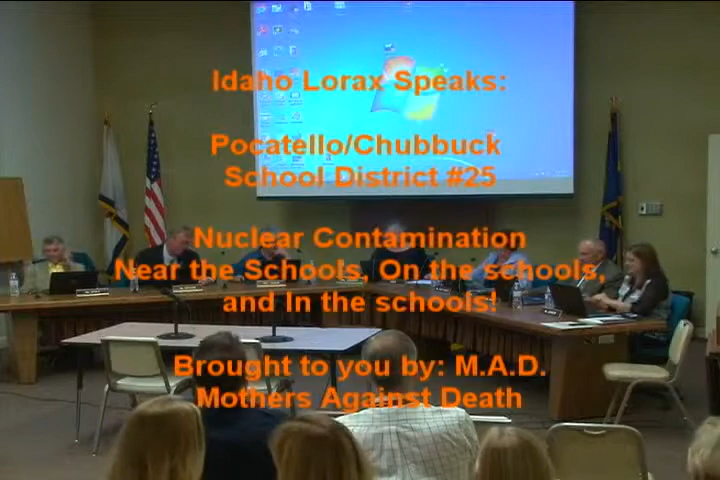 Idaho Lorax Speaks:
Pocatello/Chubbuck
School District #25
Nuclear Contamination
Near the Schools, On the schools,
and In the schools!
Brought to you by: M.A.D.
Mothers Against Death